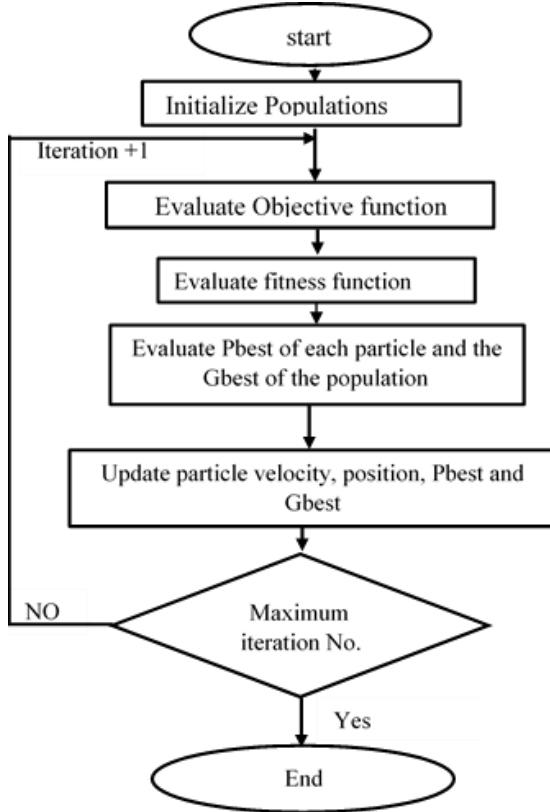 start
Initialize Populations
Iteration +1
Evaluate Objective function
Evaluate fitness function
Evaluate Pbest of each particle and the
Gbest of the population
Update particle velocity, position, Pbest and
Gbest
NO
Maximum
iteration No.
Yes
End